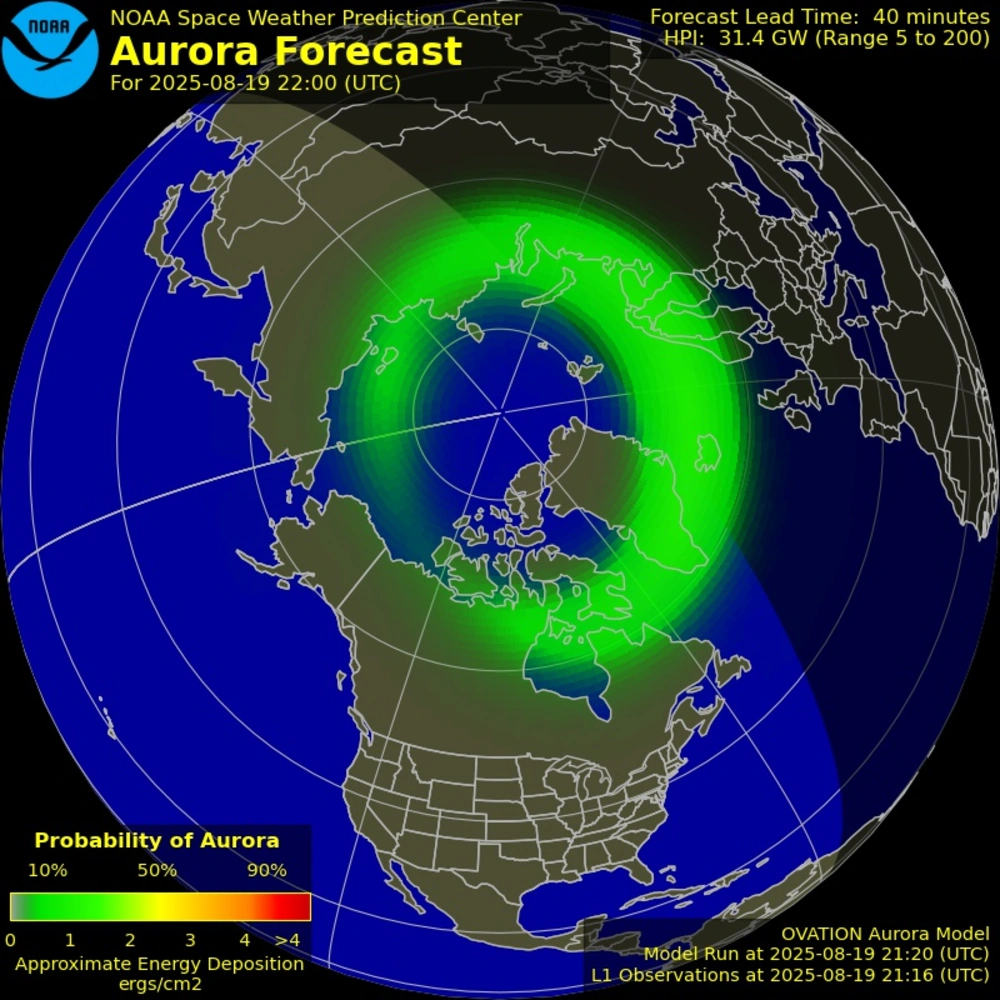 NOAA
NOAA Space Weather Prediction Center
Aurora Forecast
For 2025-08-19 22:00 (UTC)
Forecast Lead Time: 40 minutes
HPI: 31.4 GW (Range 5 to 200)
Probability of Aurora
10% 50% 90%
0 1 2 3 4 >4
Approximate Energy Deposition
ergs/cm2
OVATION Aurora Model
Model Run at 2025-08-19 21:20 (UTC)
L1 Observations at 2025-08-19 21:16 (UTC)